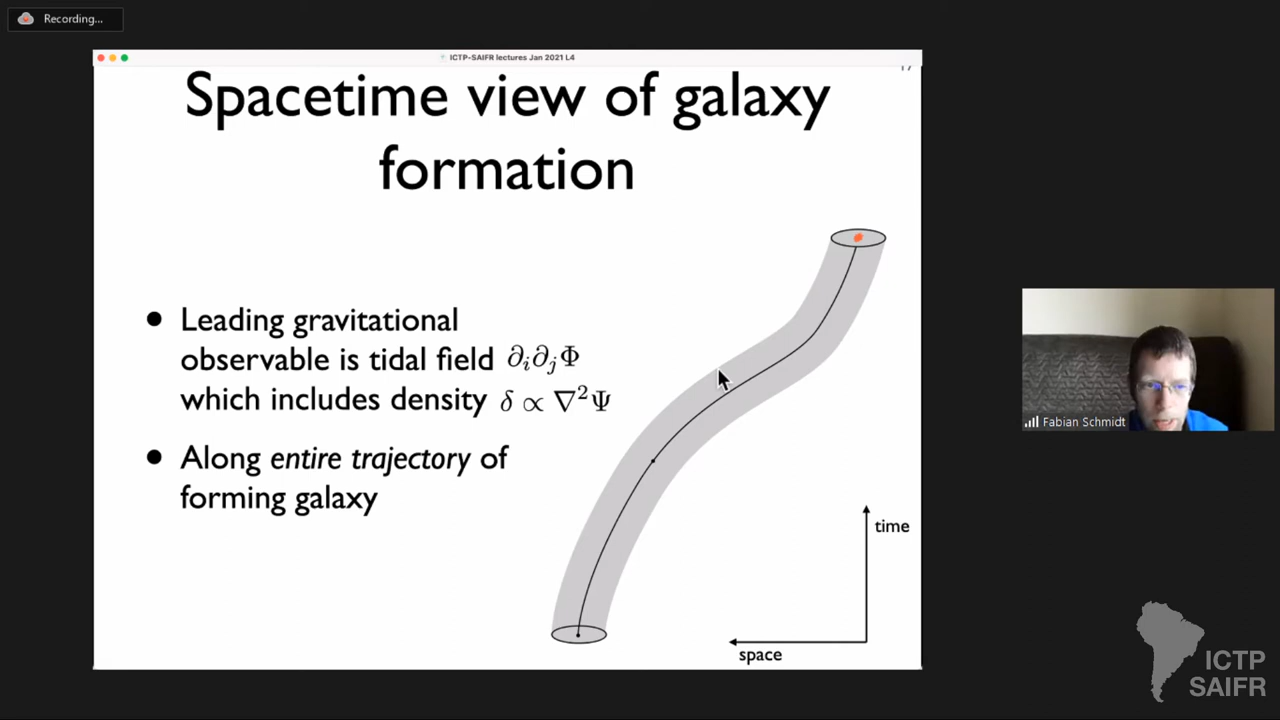 Recording...
ICTP-SAIFR lectures Jan 2021 L4
Spacetime view of galaxy
formation
• Leading gravitational
observable is tidal field ∂ᵢ∂ⱼΦ
which includes density δ ∝ ∇²Ψ
• Along entire trajectory of
forming galaxy
time
space
Fabian Schmidt
ICTP
SAIFR